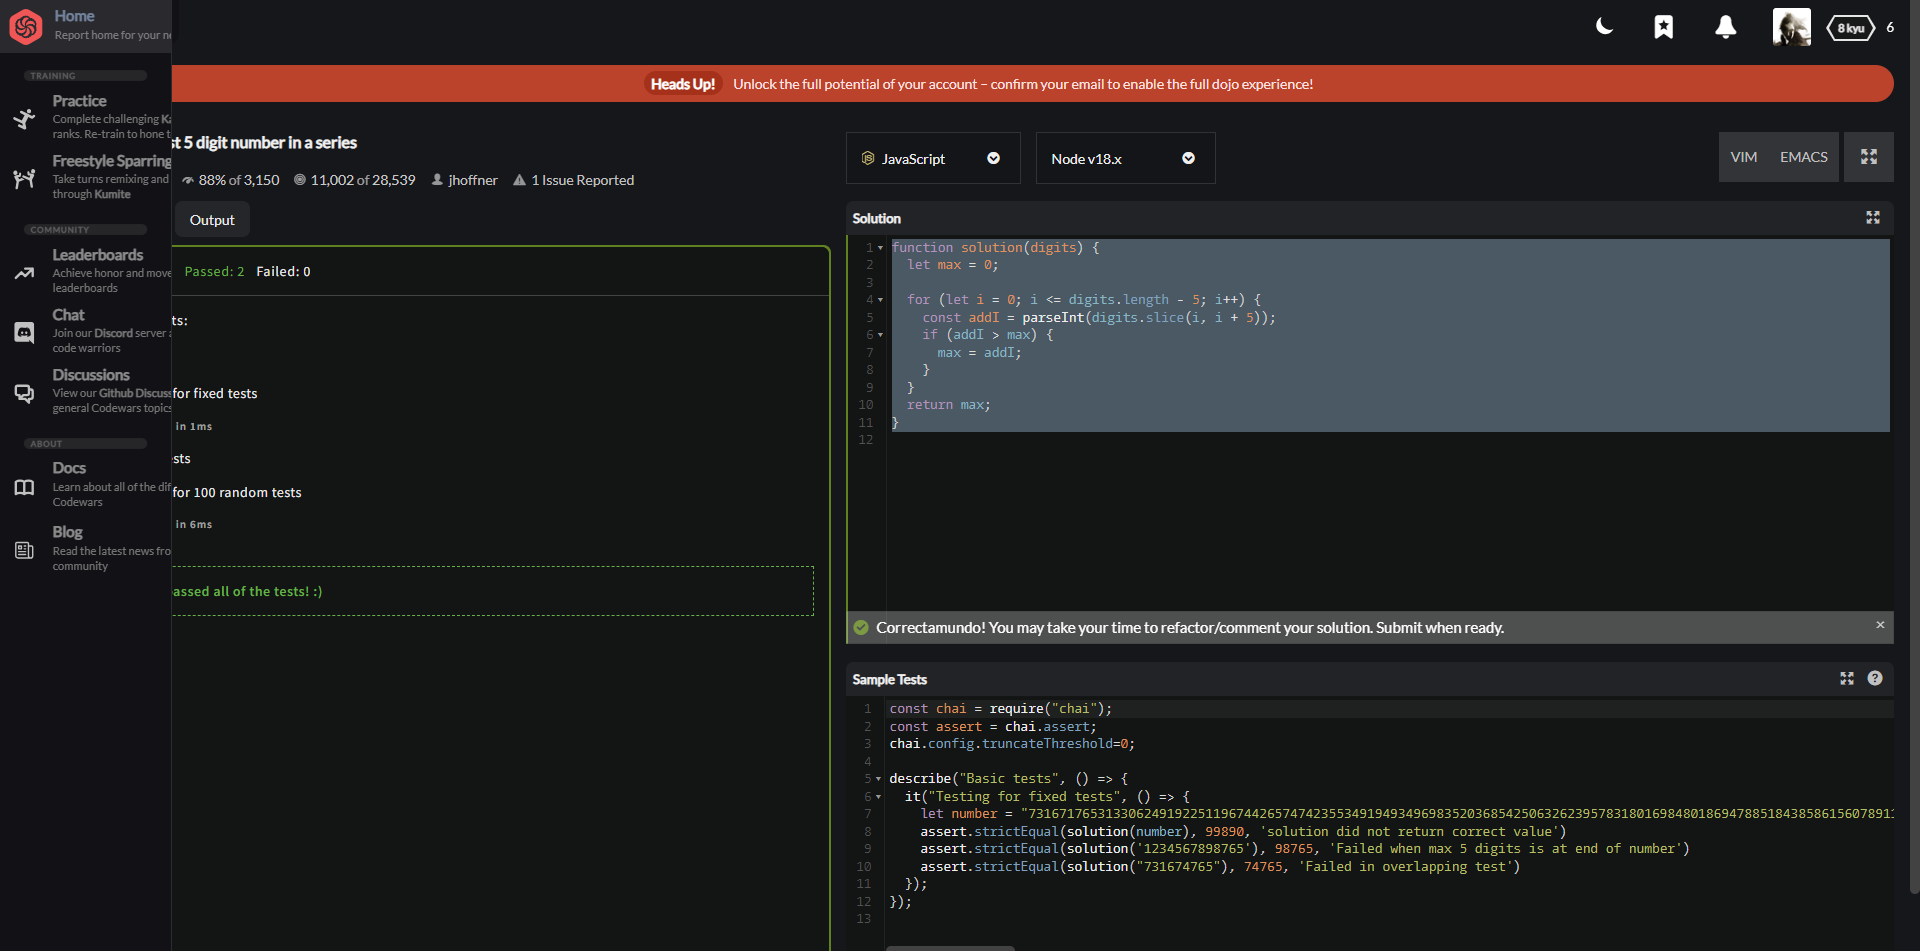 Home
Report home for your
TRAINING
Practice
Complete challenging
ranks. Re-train to hone
Freestyle Sparring
Take turns remixing and
through Kumite
COMMUNITY
Leaderboards
Achieve honor and move
leaderboards
Chat
Join our Discord server
code warriors
Discussions
View our Github Discuss
general Codewars topics
ABOUT
Docs
Learn about all of the dif
Codewars
Blog
Read the latest news fro
community
8 kyu 6
Heads Up! Unlock the full potential of your account – confirm your email to enable the full dojo experience!
st 5 digit number in a series
88% of 3,150 11,002 of 28,539 jhoffner 1 Issue Reported
Output
Passed: 2 Failed: 0
ts:
for fixed tests
in 1ms
sts
for 100 random tests
in 6ms
assed all of the tests! :)
JavaScript
Node v18.x
VIM EMACS
Solution
1 function solution(digits) {
2 let max = 0;
3
4 for (let i = 0; i <= digits.length - 5; i++) {
5 const addI = parseInt(digits.slice(i, i + 5));
6 if (addI > max) {
7 max = addI;
8 }
9 }
10 return max;
11 }
12
Correctamundo! You may take your time to refactor/comment your solution. Submit when ready. ×
Sample Tests
1 const chai = require("chai");
2 const assert = chai.assert;
3 chai.config.truncateThreshold=0;
4
5 describe("Basic tests", () => {
6 it("Testing for fixed tests", () => {
7 let number = "7316717653133062491922511967442657474235534919493496983520368542506326239578318016984801869478851843858615607891
8 assert.strictEqual(solution(number), 99890, 'solution did not return correct value')
9 assert.strictEqual(solution('1234567898765'), 98765, 'Failed when max 5 digits is at end of number')
10 assert.strictEqual(solution("731674765"), 74765, 'Failed in overlapping test')
11 });
12 });
13